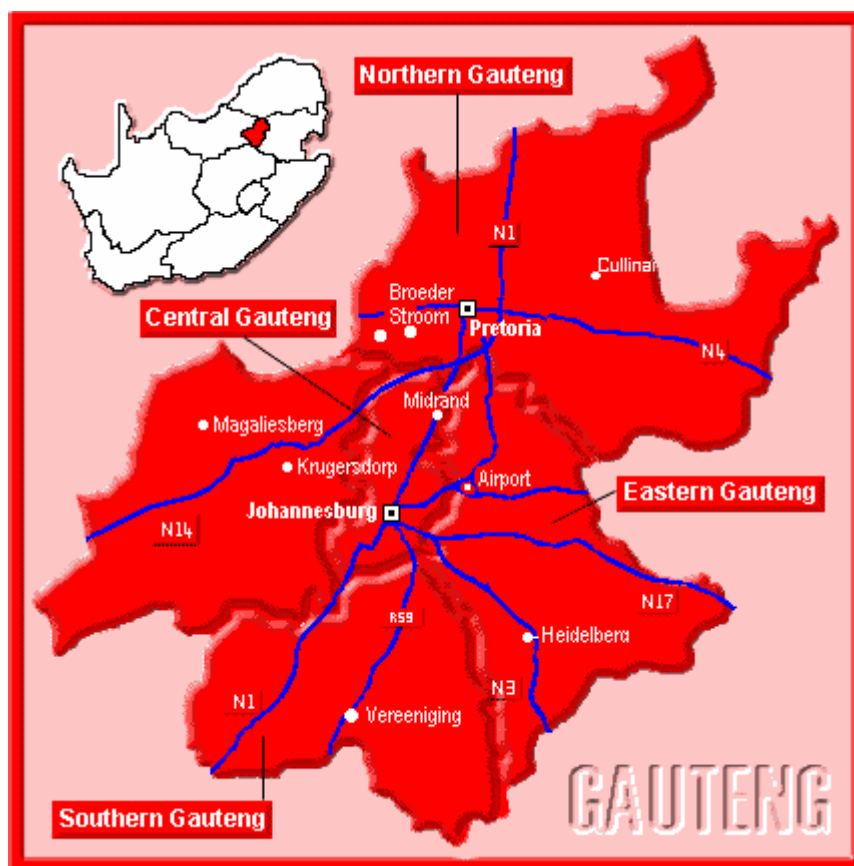 Northern Gauteng
N1
Cullinan
Broeder
Stroom
Central Gauteng
Pretoria
N4
Midrand
Magaliesberg
Krugersdorp
Airport
Eastern Gauteng
Johannesburg
N14
N17
R59
Heidelberg
N3
N1
Vereeniging
Southern Gauteng
GAUTENG